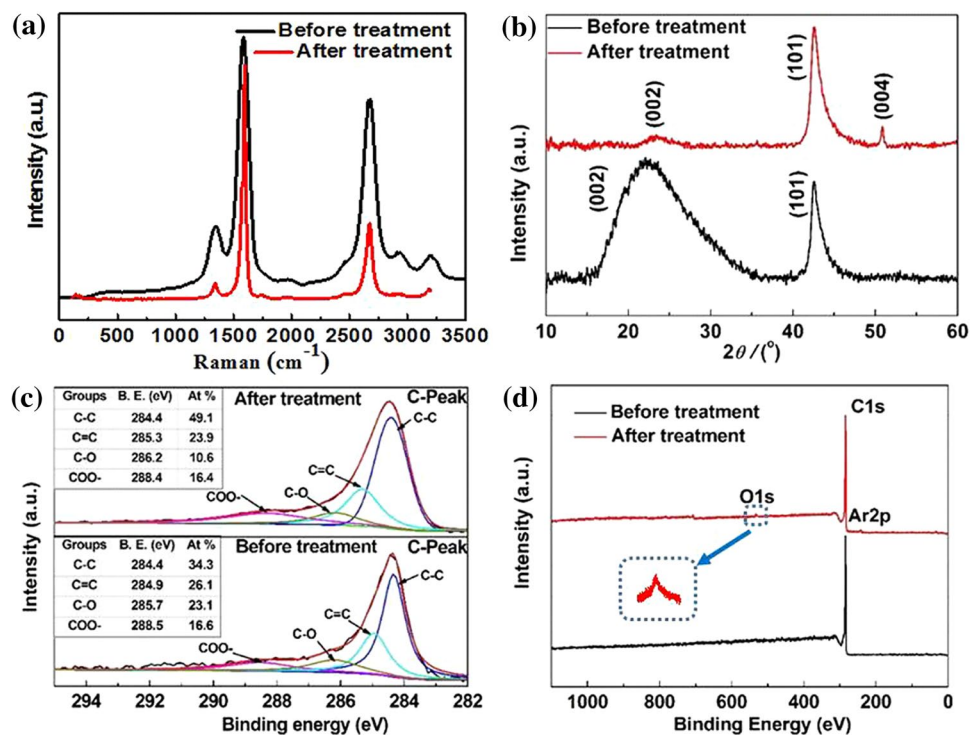 (a)
Before treatment
After treatment
Intensity (a.u.)
0 500 1000 1500 2000 2500 3000 3500
Raman (cm⁻¹)
(b)
Before treatment
After treatment
(002)
(101)
(004)
(002)
(101)
Intensity (a.u.)
10 20 30 40 50 60
2θ/(°)
(c)
Groups B. E. (eV) At %
C-C 284.4 49.1
C=C 285.3 23.9
C-O 286.2 10.6
COO- 288.4 16.4
After treatment
C-Peak
C-C
C=C
C-O
COO-
Intensity (a.u.)
Groups B. E. (eV) At %
C-C 284.4 34.3
C=C 284.9 26.1
C-O 285.7 23.1
COO- 288.5 16.6
Before treatment
C-Peak
C-C
C=C
C-O
COO-
Intensity (a.u.)
294 292 290 288 286 284 282
Binding energy (eV)
(d)
Before treatment
After treatment
C1s
O1s
Ar2p
Intensity (a.u.)
1000 800 600 400 200 0
Binding Energy (eV)